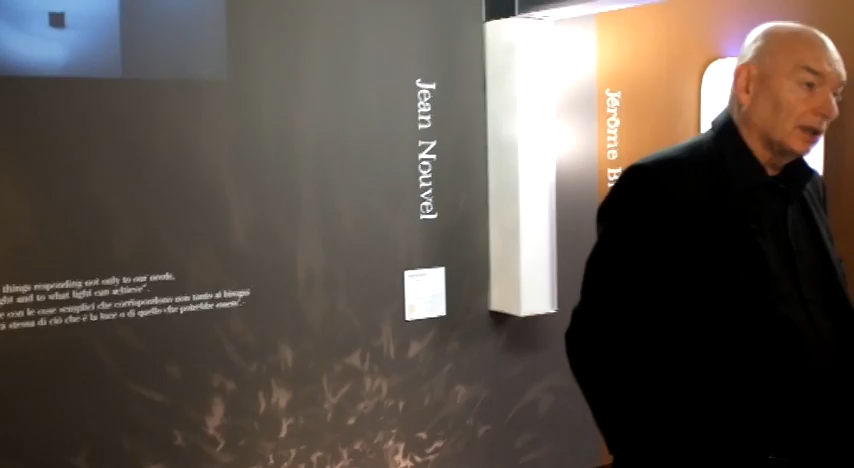 Jean Nouvel
Jérôme
things responding not only to our needs,
and to what light can achieve".
con le cose semplici che corrispondono non tanto ai bisogni
stessa di ciò che è la luce o di quello che potrebbe essere".